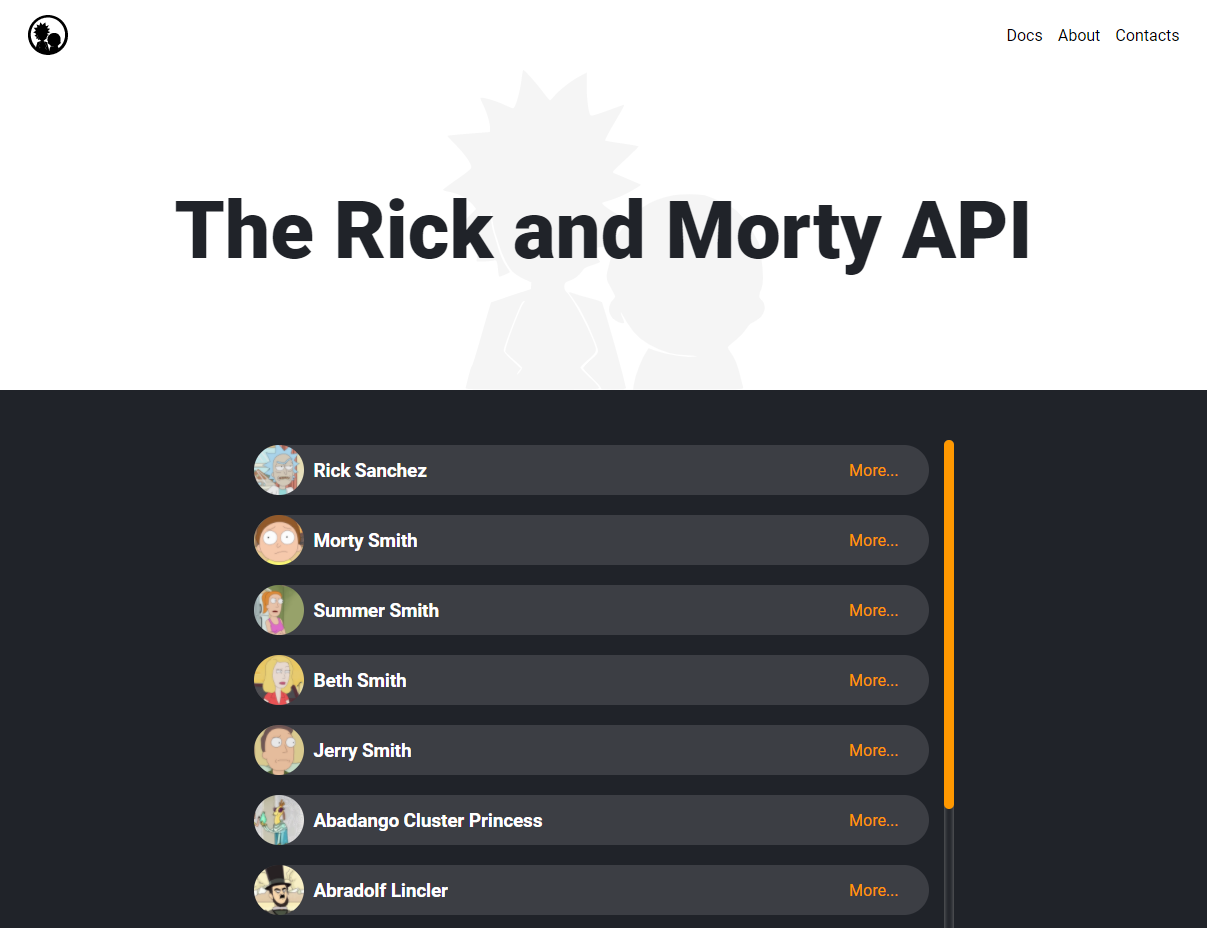 Docs About Contacts
The Rick and Morty API
Rick Sanchez More...
Morty Smith More...
Summer Smith More...
Beth Smith More...
Jerry Smith More...
Abadango Cluster Princess More...
Abradolf Lincler More...